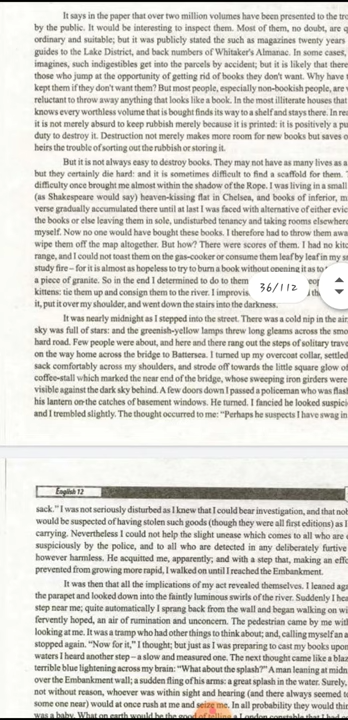 It says in the paper that over two million volumes have been presented to the tro
by the public. It would be interesting to inspect them. Most of them, no doubt, are q
ordinary and suitable; but it was publicly stated the such as magazines twenty years
guides to the Lake District, and back numbers of Whitaker's Almanac. In some cases,
imagines, such indigestibles get into the parcels by accident; but it is likely that there
those who jump at the opportunity of getting rid of books they don't want. Why have t
kept them if they don't want them? But most people, especially non-bookish people, are v
reluctant to throw away anything that looks like a book. In the most illiterate houses that
knows every worthless volume that is bought finds its way to a shelf and stays there. In rea
it is not merely absurd to keep rubbish merely because it is printed: it is positively a pu
duty to destroy it. Destruction not merely makes more room for new books but saves o
heirs the trouble of sorting out the rubbish or storing it.
But it is not always easy to destroy books. They may not have as many lives as a
but they certainly die hard: and it is sometimes difficult to find a scaffold for them.
difficulty once brought me almost within the shadow of the Rope. I was living in a small
(as Shakespeare would say) heaven-kissing flat in Chelsea, and books of inferior, m
verse gradually accumulated there until at last I was faced with alternative of either evic
the books or else leaving them in sole, undisturbed tenancy and taking rooms elsewhere
myself. Now no one would have bought these books. I therefore had to throw them awa
wipe them off the map altogether. But how? There were scores of them. I had no kitc
range, and I could not toast them on the gas-cooker or consume them leaf by leaf in my sm
study fire – for it is almost as hopeless to try to burn a book without opening it as to
a piece of granite. So in the end I determined to do to them
kittens: tie them up and consign them to the river. I improvis
it, put it over my shoulder, and went down the stairs into the darkness.
36/112
It was nearly midnight as I stepped into the street. There was a cold nip in the air
sky was full of stars: and the greenish-yellow lamps threw long gleams across the smo
hard road. Few people were about, and here and there rang out the steps of solitary trave
on the way home across the bridge to Battersea. I turned up my overcoat collar, settled
sack comfortably across my shoulders, and strode off towards the little square glow of
coffee-stall which marked the near end of the bridge, whose sweeping iron girders were
visible against the dark sky behind. A few doors down I passed a policeman who was flas
his lantern on the catches of basement windows. He turned. I fancied he looked suspici
and I trembled slightly. The thought occurred to me: "Perhaps he suspects I have swag in
English 12
sack." I was not seriously disturbed as I knew that I could bear investigation, and that nob
would be suspected of having stolen such goods (though they were all first editions) as I
carrying. Nevertheless I could not help the slight unease which comes to all who are e
suspiciously by the police, and to all who are detected in any deliberately furtive
however harmless. He acquitted me, apparently; and with a step that, making an effo
prevented from growing more rapid, I walked on until I reached the Embankment.
It was then that all the implications of my act revealed themselves. I leaned aga
the parapet and looked down into the faintly luminous swirls of the river. Suddenly I hea
step near me; quite automatically I sprang back from the wall and began walking on wi
fervently hoped, an air of rumination and unconcern. The pedestrian came by me with
looking at me. It was a tramp who had other things to think about; and, calling myself an a
stopped again. "Now for it," I thought; but just as I was preparing to cast my books upon
waters I heard another step – a slow and measured one. The next thought came like a blaz
terrible blue lightening across my brain: "What about the splash?" A man leaning at midn
over the Embankment wall; a sudden fling of his arms: a great splash in the water. Surely,
not without reason, whoever was within sight and hearing (and there always seemed to
some one near) would at once rush at me and seize me. In all probability they would thin
was a baby. What on earth would be the good of telling a London constable that I had